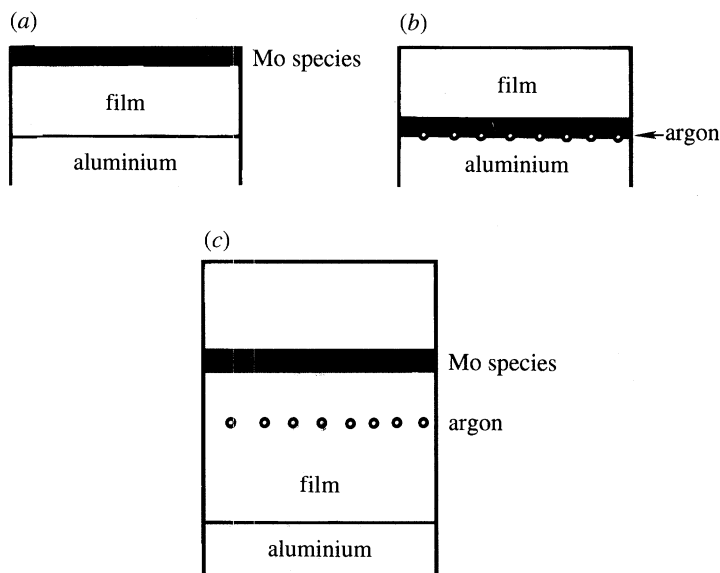 (a)
Mo species
film
aluminium
(b)
film
argon
aluminium
(c)
Mo species
argon
film
aluminium